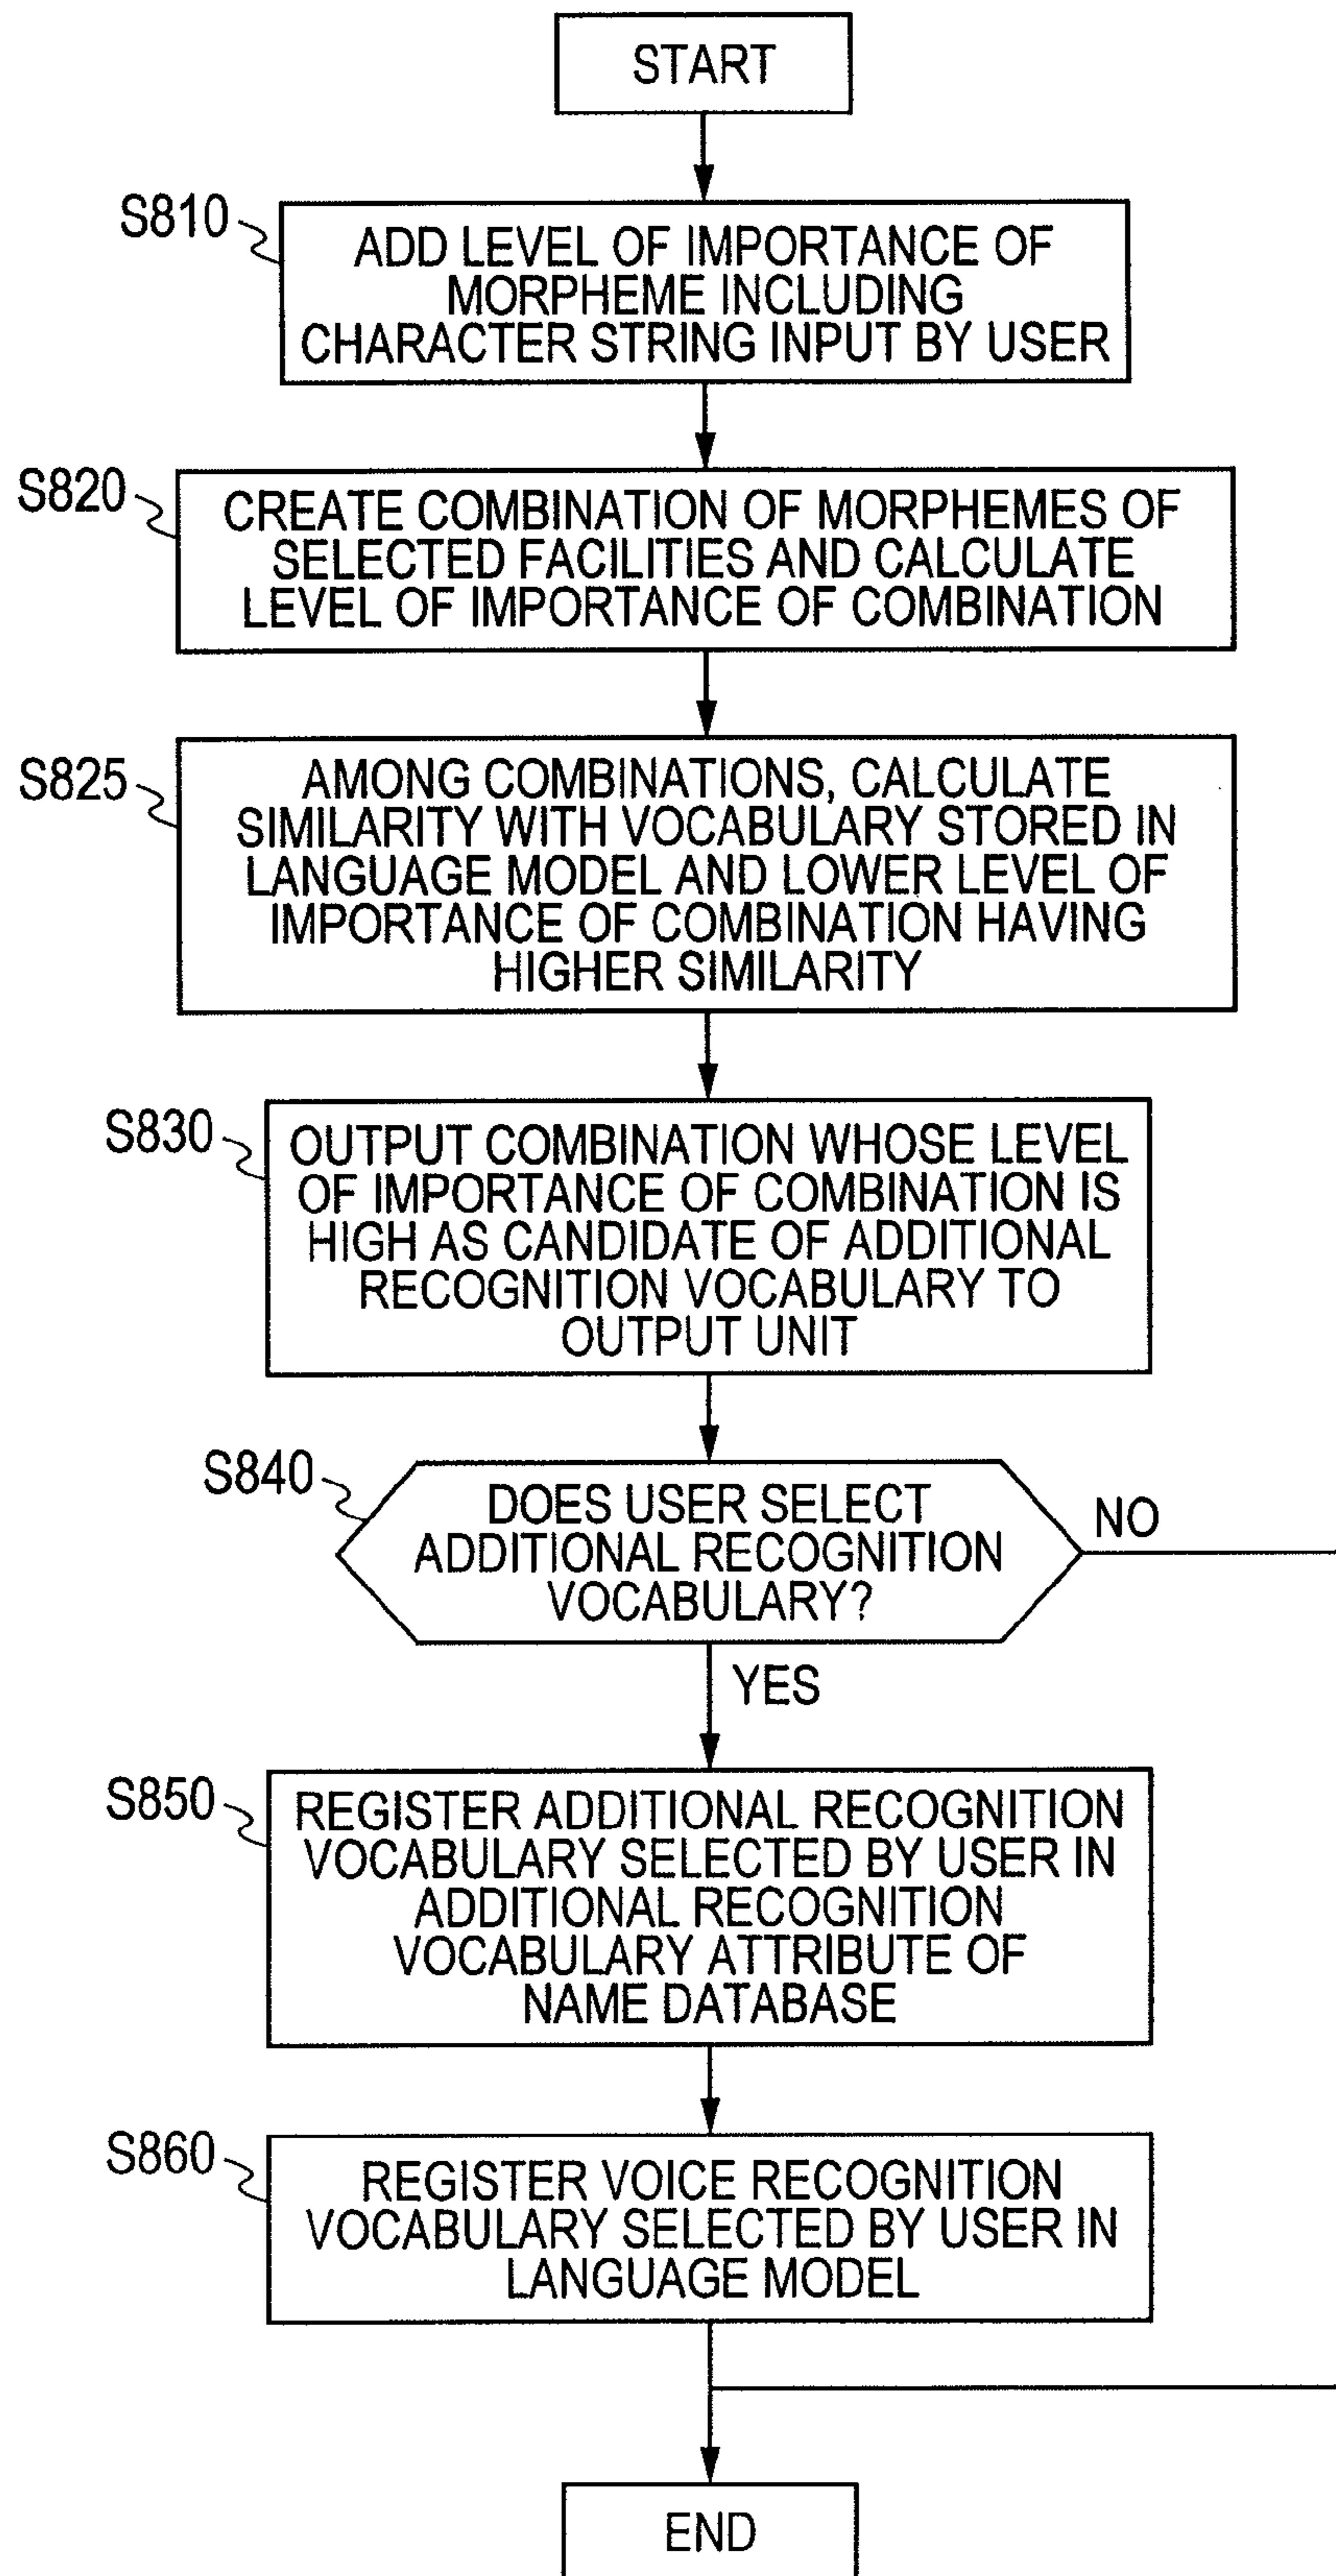 START
S810
ADD LEVEL OF IMPORTANCE OF
MORPHEME INCLUDING
CHARACTER STRING INPUT BY USER
S820
CREATE COMBINATION OF MORPHEMES OF
SELECTED FACILITIES AND CALCULATE
LEVEL OF IMPORTANCE OF COMBINATION
S825
AMONG COMBINATIONS, CALCULATE
SIMILARITY WITH VOCABULARY STORED IN
LANGUAGE MODEL AND LOWER LEVEL OF
IMPORTANCE OF COMBINATION HAVING
HIGHER SIMILARITY
S830
OUTPUT COMBINATION WHOSE LEVEL
OF IMPORTANCE OF COMBINATION IS
HIGH AS CANDIDATE OF ADDITIONAL
RECOGNITION VOCABULARY TO
OUTPUT UNIT
S840
DOES USER SELECT
ADDITIONAL RECOGNITION
VOCABULARY?
NO
YES
S850
REGISTER ADDITIONAL RECOGNITION
VOCABULARY SELECTED BY USER IN
ADDITIONAL RECOGNITION
VOCABULARY ATTRIBUTE OF
NAME DATABASE
S860
REGISTER VOICE RECOGNITION
VOCABULARY SELECTED BY USER IN
LANGUAGE MODEL
END